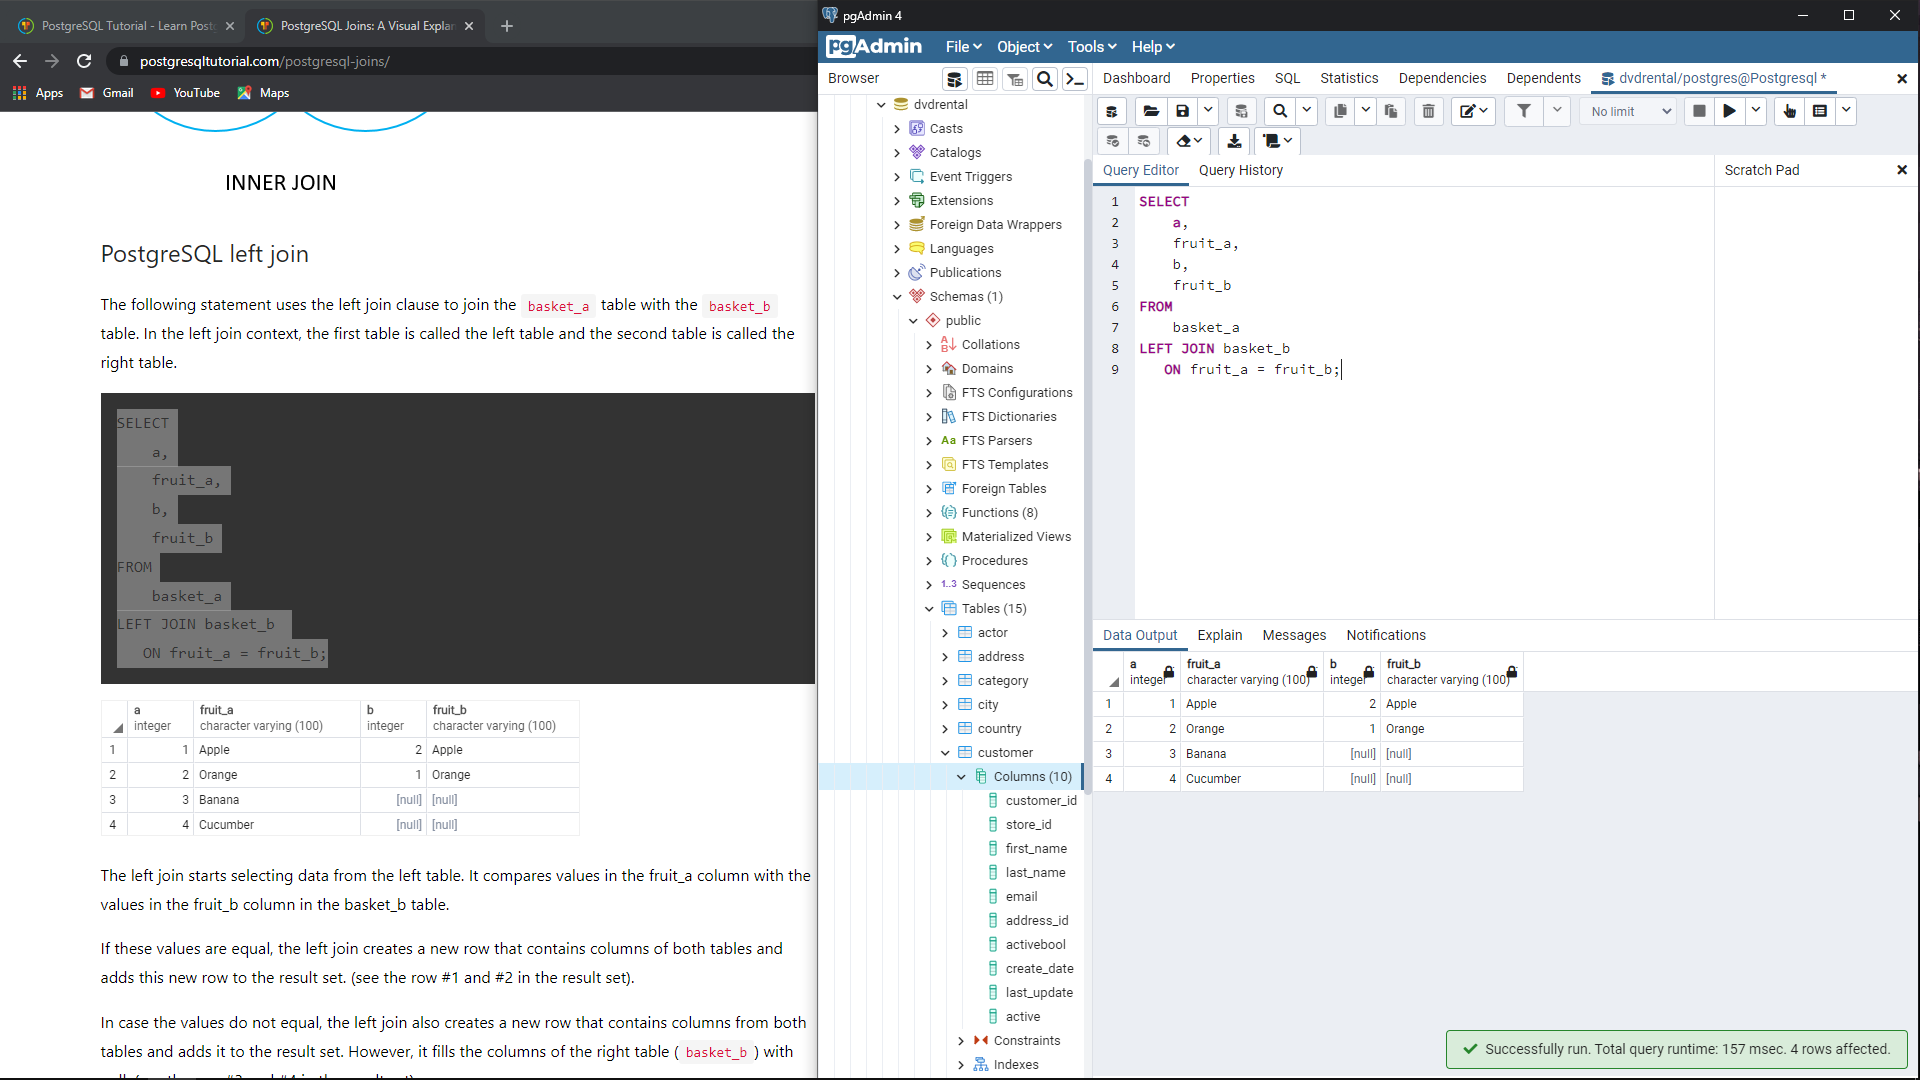 PostgreSQL Tutorial - Learn Post
PostgreSQL Joins: A Visual Explan
postgresqltutorial.com/postgresql-joins/
Apps
Gmail
YouTube
Maps
INNER JOIN
PostgreSQL left join
The following statement uses the left join clause to join the basket_a table with the basket_b
table. In the left join context, the first table is called the left table and the second table is called the
right table.
SELECT
a,
fruit_a,
b,
fruit_b
FROM
basket_a
LEFT JOIN basket_b
ON fruit_a = fruit_b;
a integer fruit_a character varying (100) b integer fruit_b character varying (100)
1 1 Apple 2 Apple
2 2 Orange 1 Orange
3 3 Banana [null] [null]
4 4 Cucumber [null] [null]
The left join starts selecting data from the left table. It compares values in the fruit_a column with the
values in the fruit_b column in the basket_b table.
If these values are equal, the left join creates a new row that contains columns of both tables and
adds this new row to the result set. (see the row #1 and #2 in the result set).
In case the values do not equal, the left join also creates a new row that contains columns from both
tables and adds it to the result set. However, it fills the columns of the right table ( basket_b ) with
pgAdmin 4
pgAdmin
File Object Tools Help
Browser
dvdrental
Casts
Catalogs
Event Triggers
Extensions
Foreign Data Wrappers
Languages
Publications
Schemas (1)
public
Collations
Domains
FTS Configurations
FTS Dictionaries
Aa FTS Parsers
FTS Templates
Foreign Tables
Functions (8)
Materialized Views
Procedures
1..3 Sequences
Tables (15)
actor
address
category
city
country
customer
Columns (10)
customer_id
store_id
first_name
last_name
email
address_id
activebool
create_date
last_update
active
Constraints
Indexes
Dashboard Properties SQL Statistics Dependencies Dependents dvdrental/postgres@Postgresql *
No limit
Query Editor Query History
Scratch Pad
1 SELECT
2 a,
3 fruit_a,
4 b,
5 fruit_b
6 FROM
7 basket_a
8 LEFT JOIN basket_b
9 ON fruit_a = fruit_b;
Data Output Explain Messages Notifications
a integer fruit_a character varying (100) b integer fruit_b character varying (100)
1 1 Apple 2 Apple
2 2 Orange 1 Orange
3 3 Banana [null] [null]
4 4 Cucumber [null] [null]
Successfully run. Total query runtime: 157 msec. 4 rows affected.